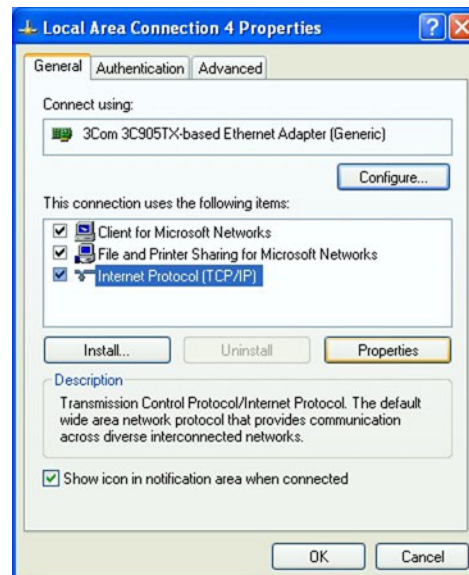 Local Area Connection 4 Properties
General
Authentication
Advanced
Connect using:
3Com 3C905TX-based Ethernet Adapter (Generic)
Configure...
This connection uses the following items:
Client for Microsoft Networks
File and Printer Sharing for Microsoft Networks
Internet Protocol (TCP/IP)
Install...
Uninstall
Properties
Description
Transmission Control Protocol/Internet Protocol. The default
wide area network protocol that provides communication
across diverse interconnected networks.
Show icon in notification area when connected
OK
Cancel